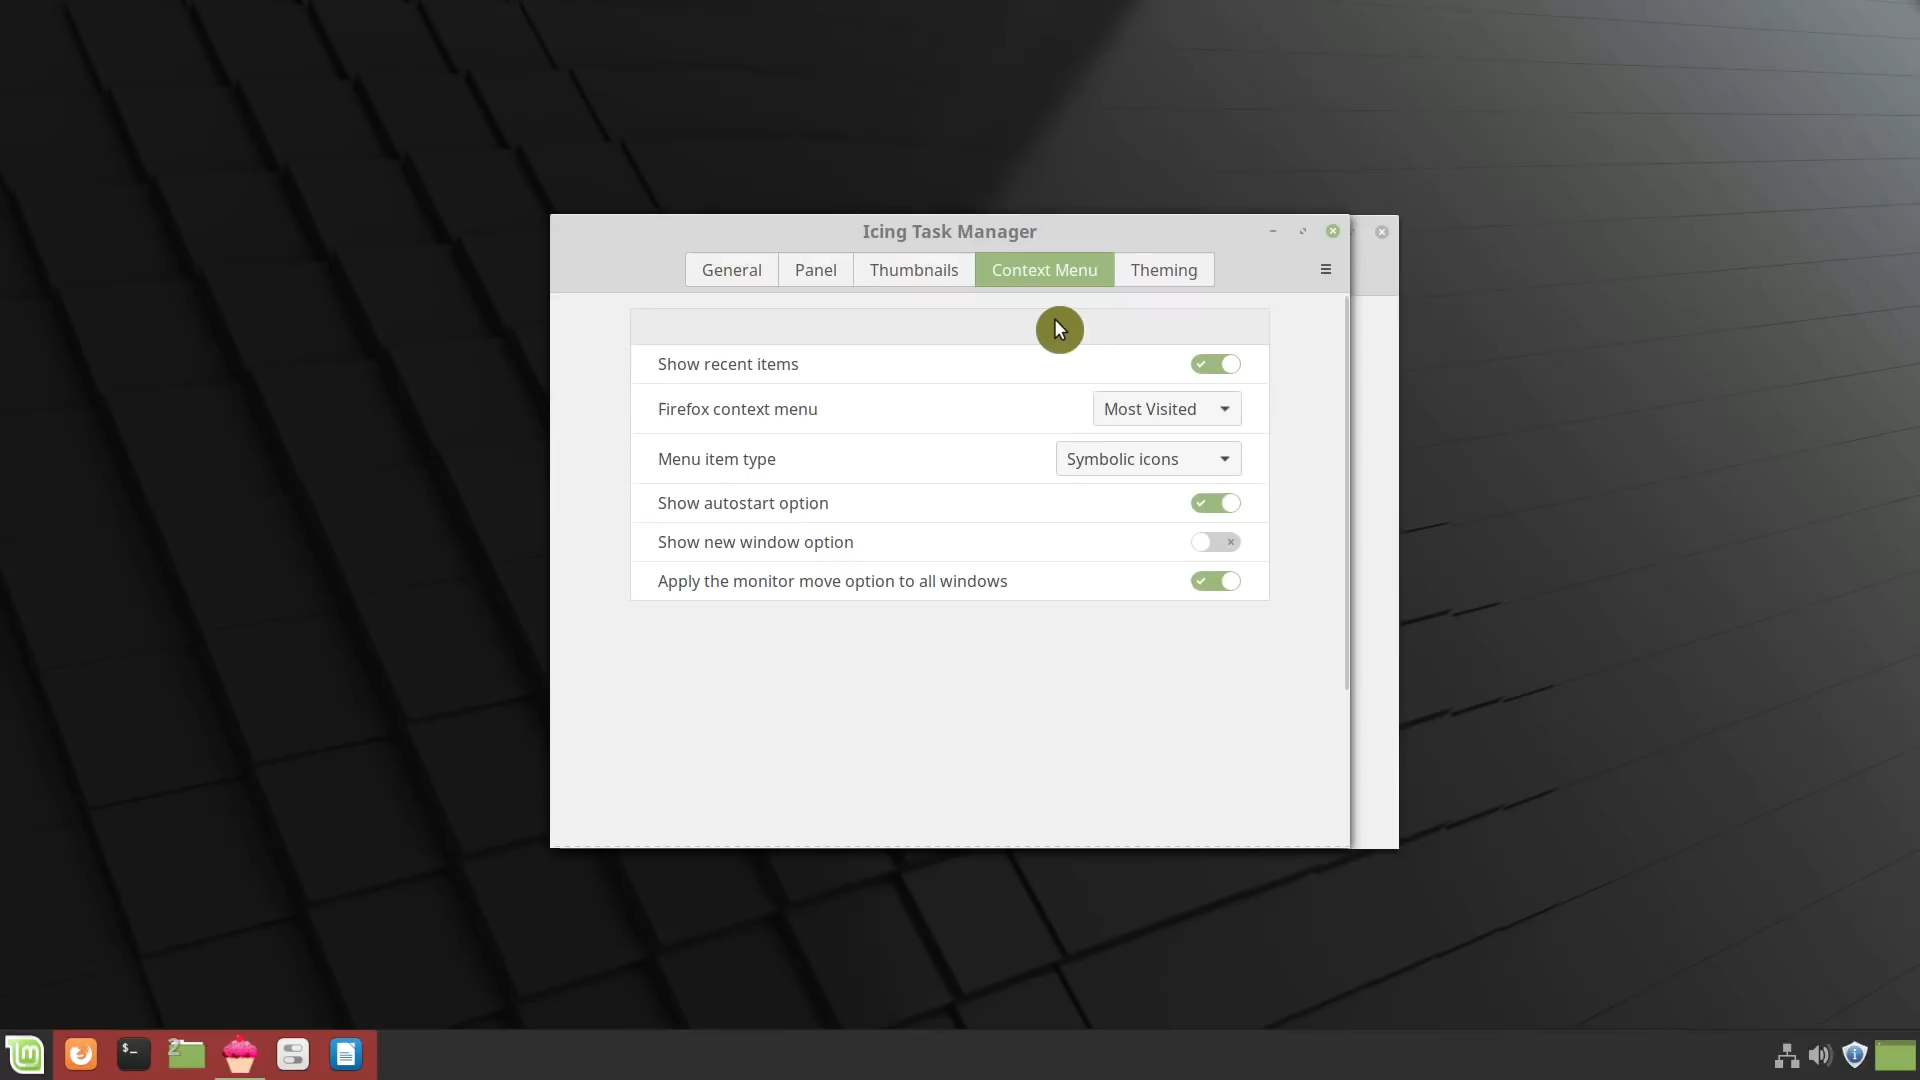 Icing Task Manager
General
Panel
Thumbnails
Context Menu
Theming
Show recent items
Firefox context menu
Most Visited
Menu item type
Symbolic icons
Show autostart option
Show new window option
Apply the monitor move option to all windows
$_
2